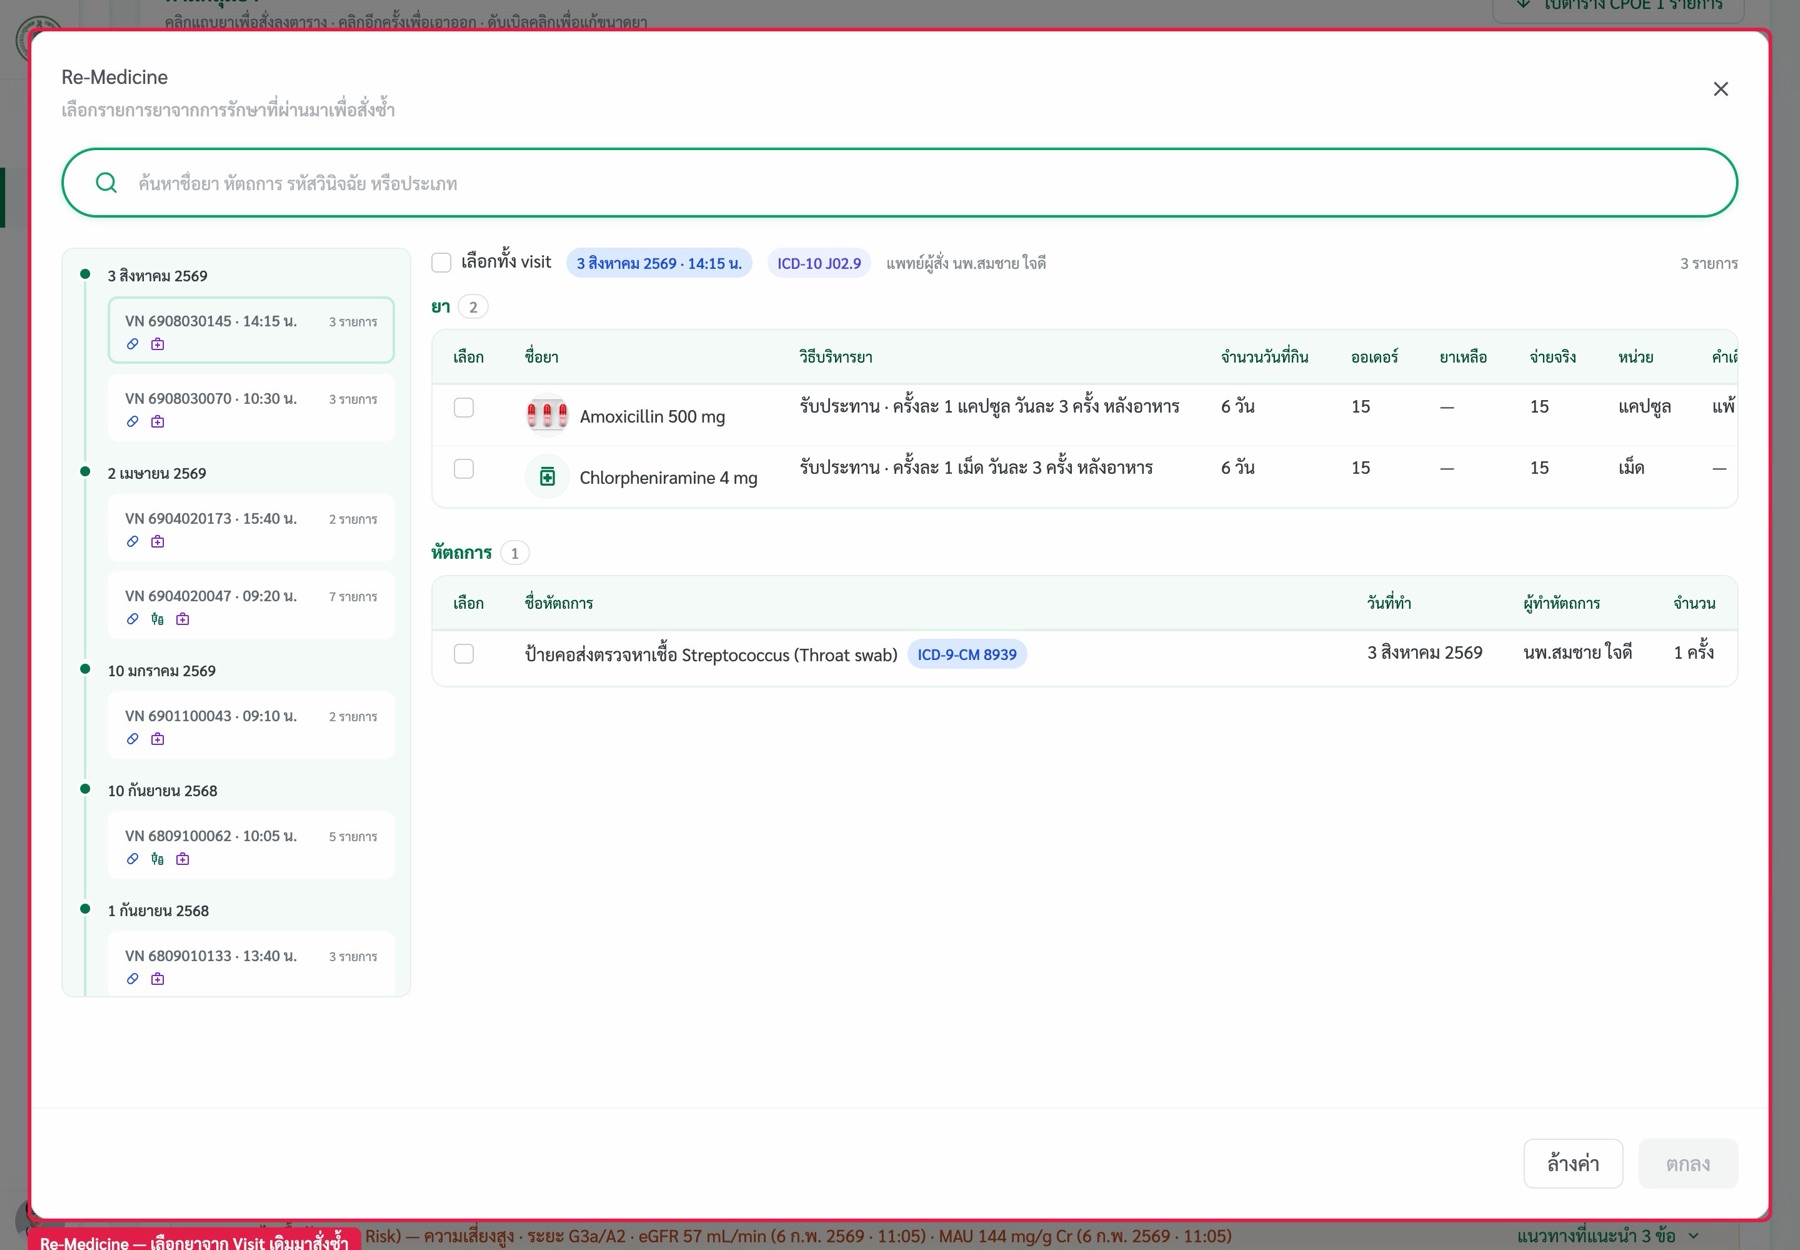 คลิกแถบยาเพื่อสั่งลงตาราง · คลิกอีกครั้งเพื่อเอาออก · ดับเบิลคลิกเพื่อแก้ขนาดยา
ไปตาราง CPOE 1 รายการ
Re-Medicine
เลือกรายการยาจากการรักษาที่ผ่านมาเพื่อสั่งซ้ำ
ค้นหาชื่อยา หัตถการ รหัสวินิจฉัย หรือประเภท
3 สิงหาคม 2569
VN 6908030145 · 14:15 น. 3 รายการ
VN 6908030070 · 10:30 น. 3 รายการ
2 เมษายน 2569
VN 6904020173 · 15:40 น. 2 รายการ
VN 6904020047 · 09:20 น. 7 รายการ
10 มกราคม 2569
VN 6901100043 · 09:10 น. 2 รายการ
10 กันยายน 2568
VN 6809100062 · 10:05 น. 5 รายการ
1 กันยายน 2568
VN 6809010133 · 13:40 น. 3 รายการ
เลือกทั้ง visit 3 สิงหาคม 2569 · 14:15 น. ICD-10 J02.9 แพทย์ผู้สั่ง นพ.สมชาย ใจดี 3 รายการ
ยา 2
เลือก ชื่อยา วิธีบริหารยา จำนวนวันที่กิน ออเดอร์ ยาเหลือ จ่ายจริง หน่วย
Amoxicillin 500 mg รับประทาน · ครั้งละ 1 แคปซูล วันละ 3 ครั้ง หลังอาหาร 6 วัน 15 — 15 แคปซูล แพ้
Chlorpheniramine 4 mg รับประทาน · ครั้งละ 1 เม็ด วันละ 3 ครั้ง หลังอาหาร 6 วัน 15 — 15 เม็ด —
หัตถการ 1
เลือก ชื่อหัตถการ วันที่ทำ ผู้ทำหัตถการ จำนวน
ป้ายคอส่งตรวจหาเชื้อ Streptococcus (Throat swab) ICD-9-CM 8939 3 สิงหาคม 2569 นพ.สมชาย ใจดี 1 ครั้ง
ล้างค่า ตกลง
Risk) — ความเสี่ยงสูง · ระยะ G3a/A2 · eGFR 57 mL/min (6 ก.พ. 2569 · 11:05) · MAU 144 mg/g Cr (6 ก.พ. 2569 · 11:05) แนวทางที่แนะนำ 3 ข้อ
Re-Medicine — เลือกยาจาก Visit เดิมมาสั่งซ้ำ